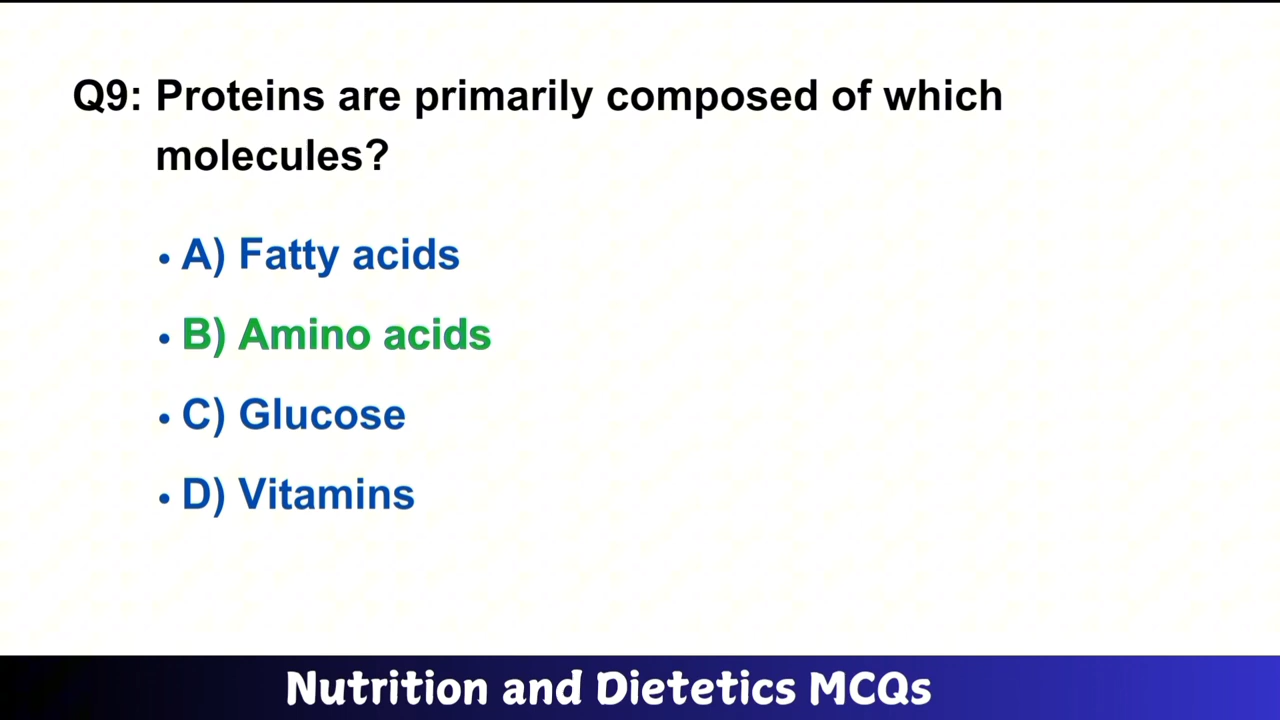 Q9: Proteins are primarily composed of which
molecules?
• A) Fatty acids
• B) Amino acids
• C) Glucose
• D) Vitamins
Nutrition and Dietetics MCQs